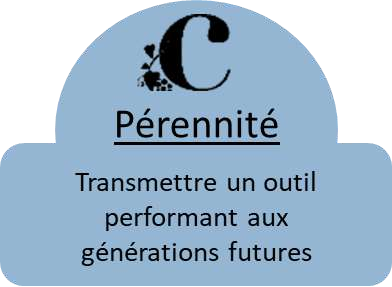 C
Pérennité
Transmettre un outil
performant aux
générations futures